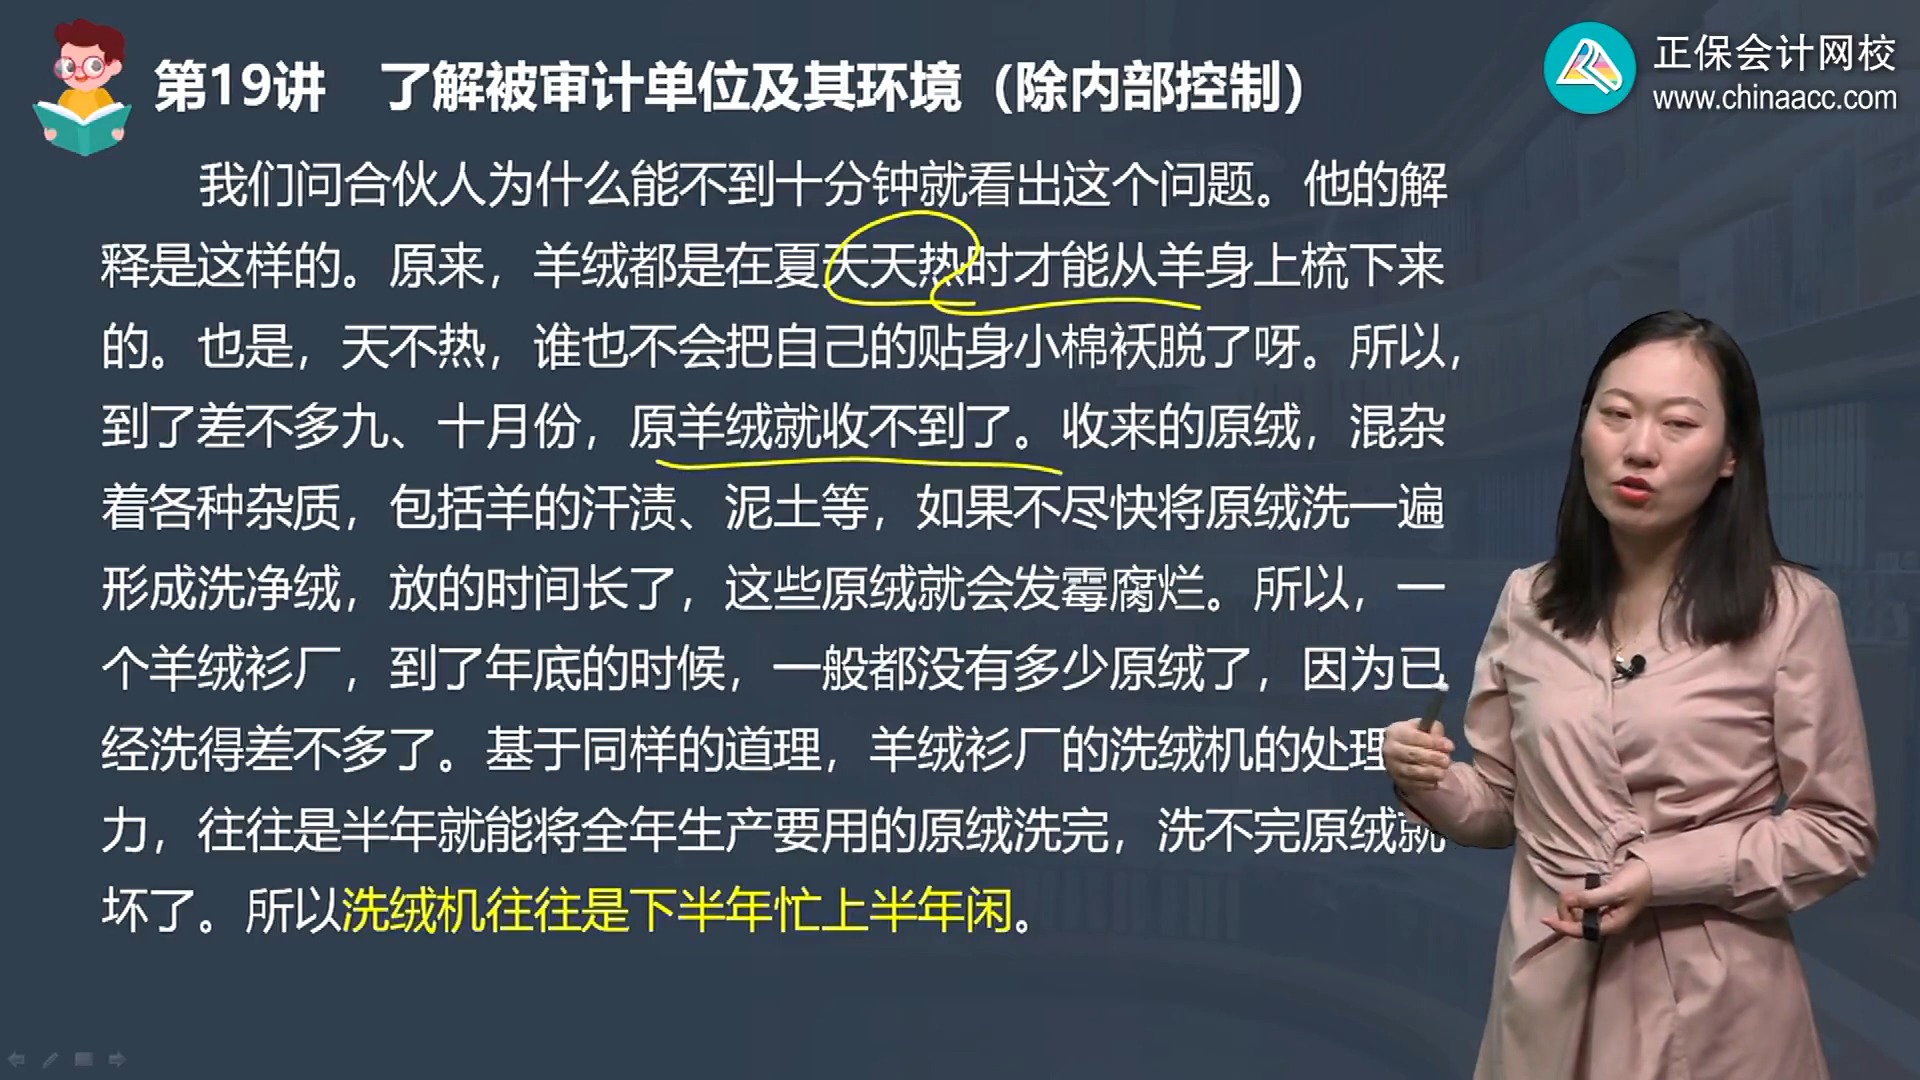 第19讲 了解被审计单位及其环境（除内部控制）
正保会计网校
www.chinaacc.com
我们问合伙人为什么能不到十分钟就看出这个问题。他的解
释是这样的。原来，羊绒都是在夏天天热时才能从羊身上梳下来
的。也是，天不热，谁也不会把自己的贴身小棉袄脱了呀。所以，
到了差不多九、十月份，原羊绒就收不到了。收来的原绒，混杂
着各种杂质，包括羊的汗渍、泥土等，如果不尽快将原绒洗一遍
形成洗净绒，放的时间长了，这些原绒就会发霉腐烂。所以，一
个羊绒衫厂，到了年底的时候，一般都没有多少原绒了，因为已
经洗得差不多了。基于同样的道理，羊绒衫厂的洗绒机的处理
力，往往是半年就能将全年生产要用的原绒洗完，洗不完原绒就
坏了。所以洗绒机往往是下半年忙上半年闲。